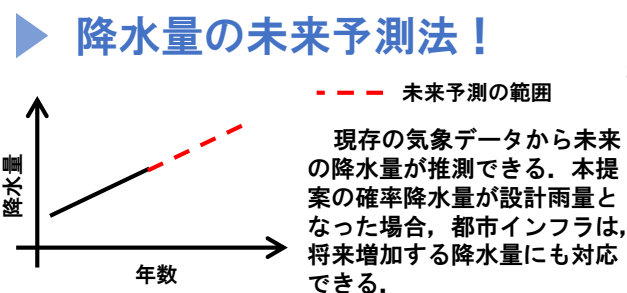 降水量の未来予測法！
未来予測の範囲
現存の気象データから未来
の降水量が推測できる．本提
案の確率降水量が設計雨量と
なった場合，都市インフラは，
将来増加する降水量にも対応
できる．
降水量
年数